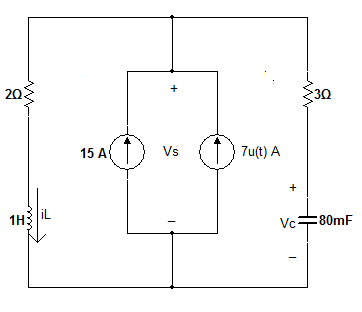 2Ω
3Ω
+
15 A
Vs
7u(t) A
+
1H
iL
–
Vc
80mF
–